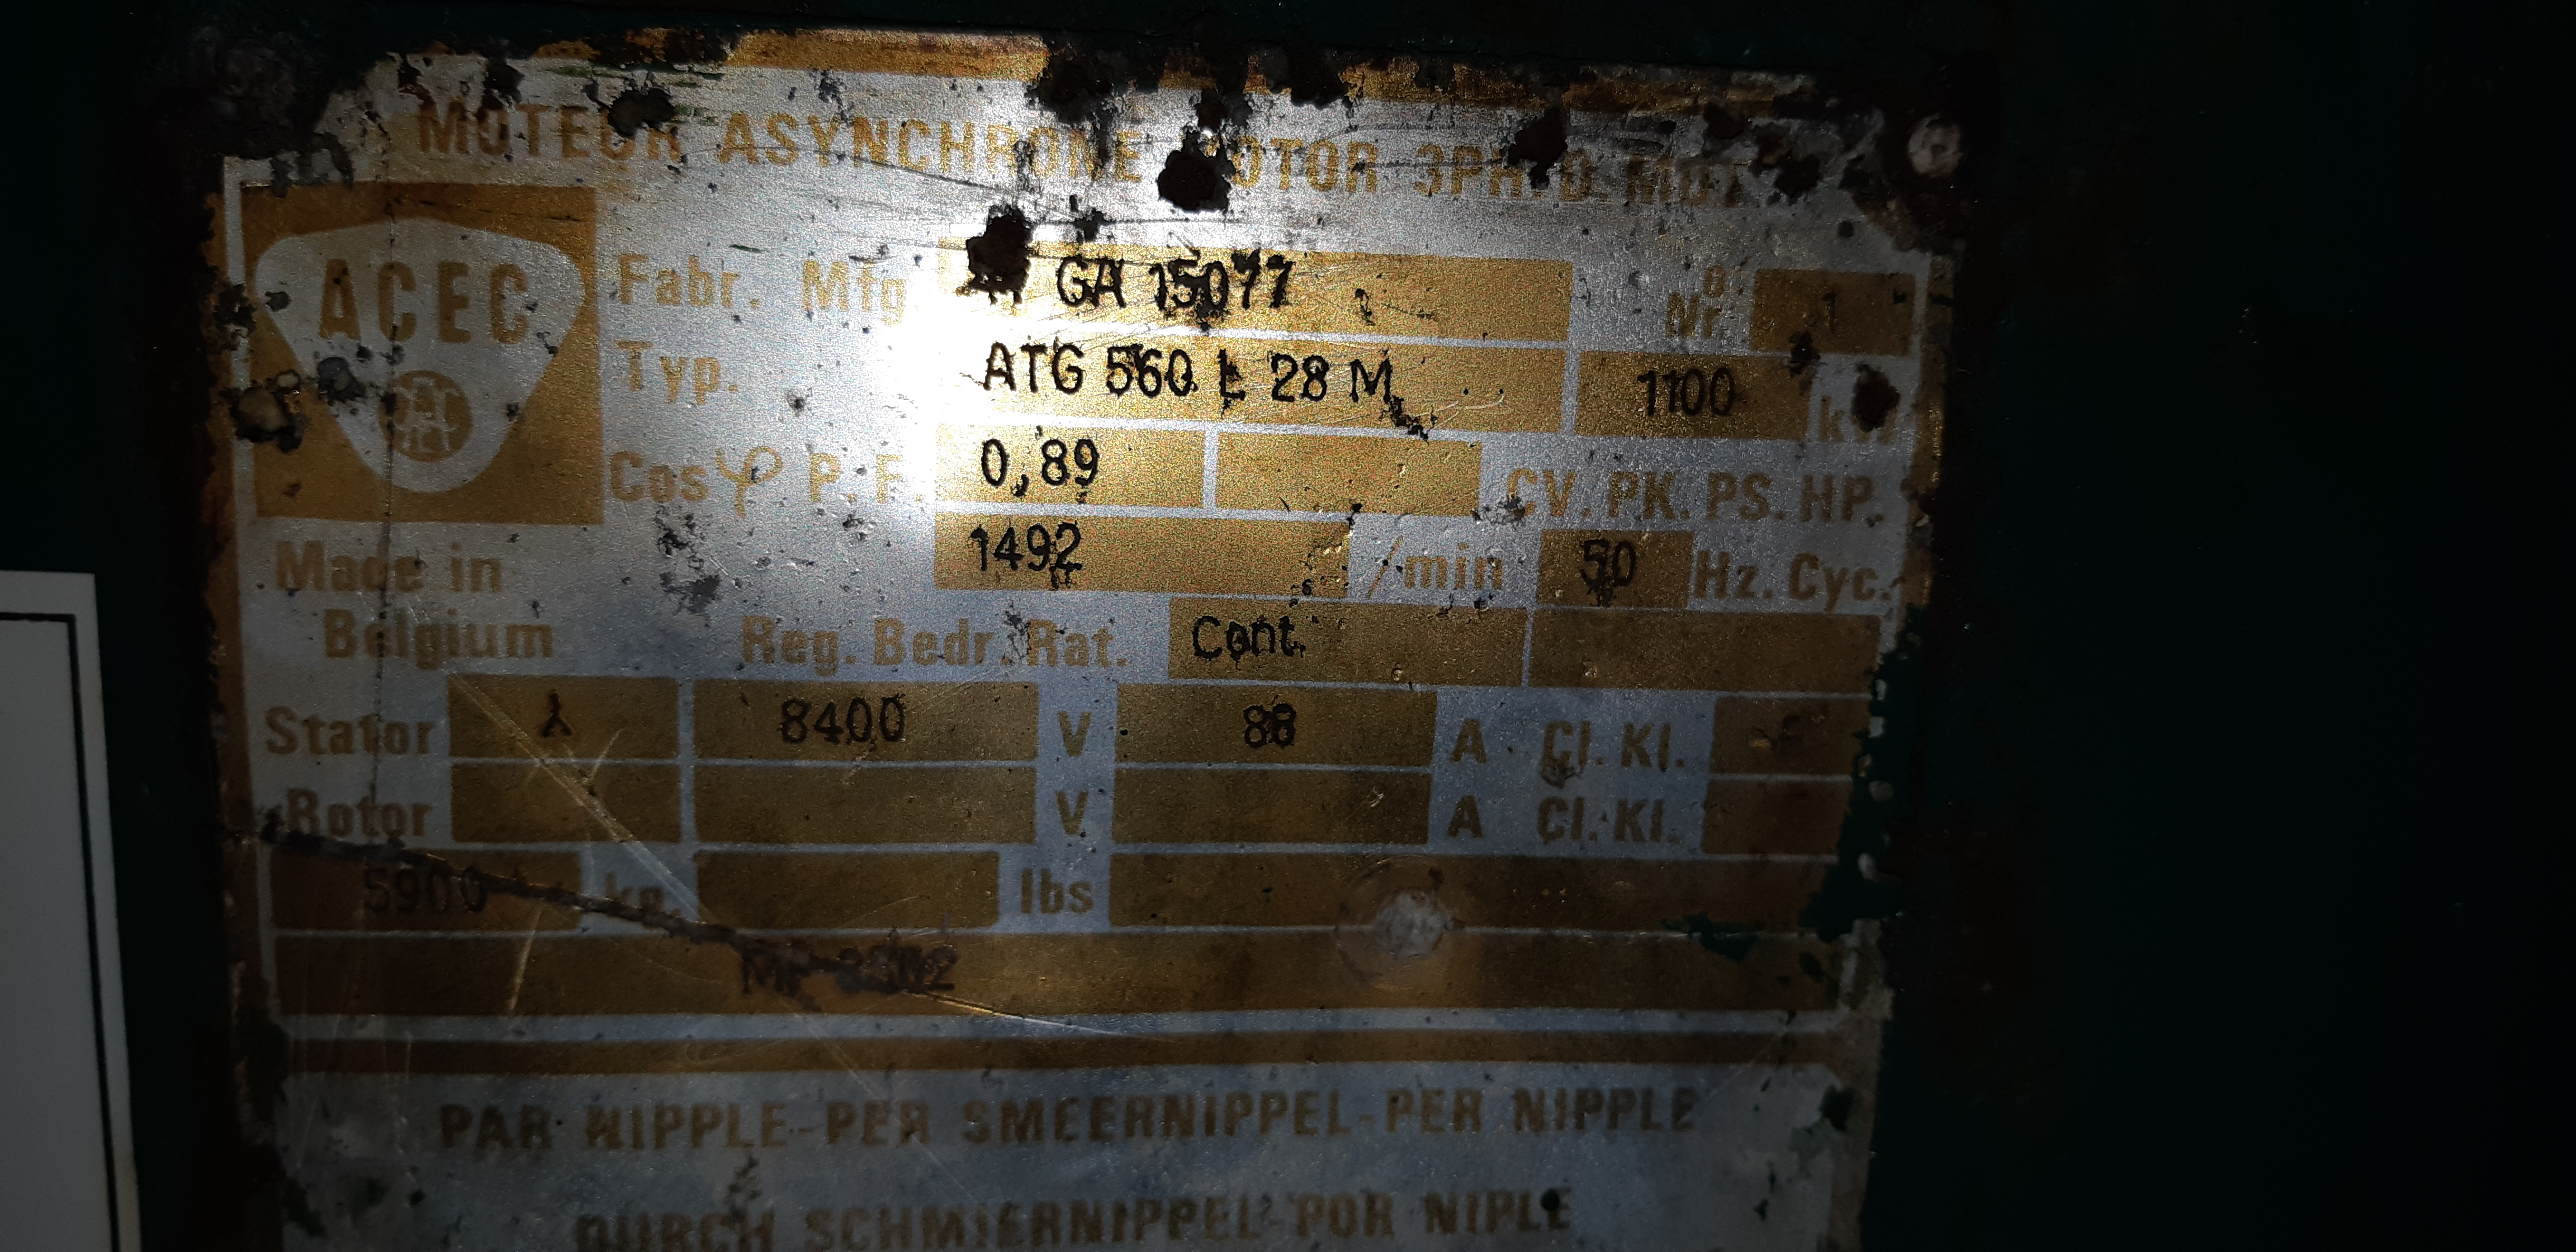 MOTEUR ASYNCHRONE MOTOR 3PH. D. MOT
ACEC
Fabr. Mfg. GA 15077 Nr. 1
Typ. ATG 560 L 28 M 1100 kW
Cos φ P.F. 0,89 CV. PK. PS. HP.
1492 /min 50 Hz. Cyc.
Made in
Belgium
Reg. Bedr. Rat. Cont.
Stator 8400 V 88 A Cl. Kl. F
Rotor V A Cl. Kl.
5900 kg. lbs
PAR NIPPLE-PER SMEERNIPPEL-PER NIPPLE
DURCH SCHMIERNIPPEL-POR NIPLE